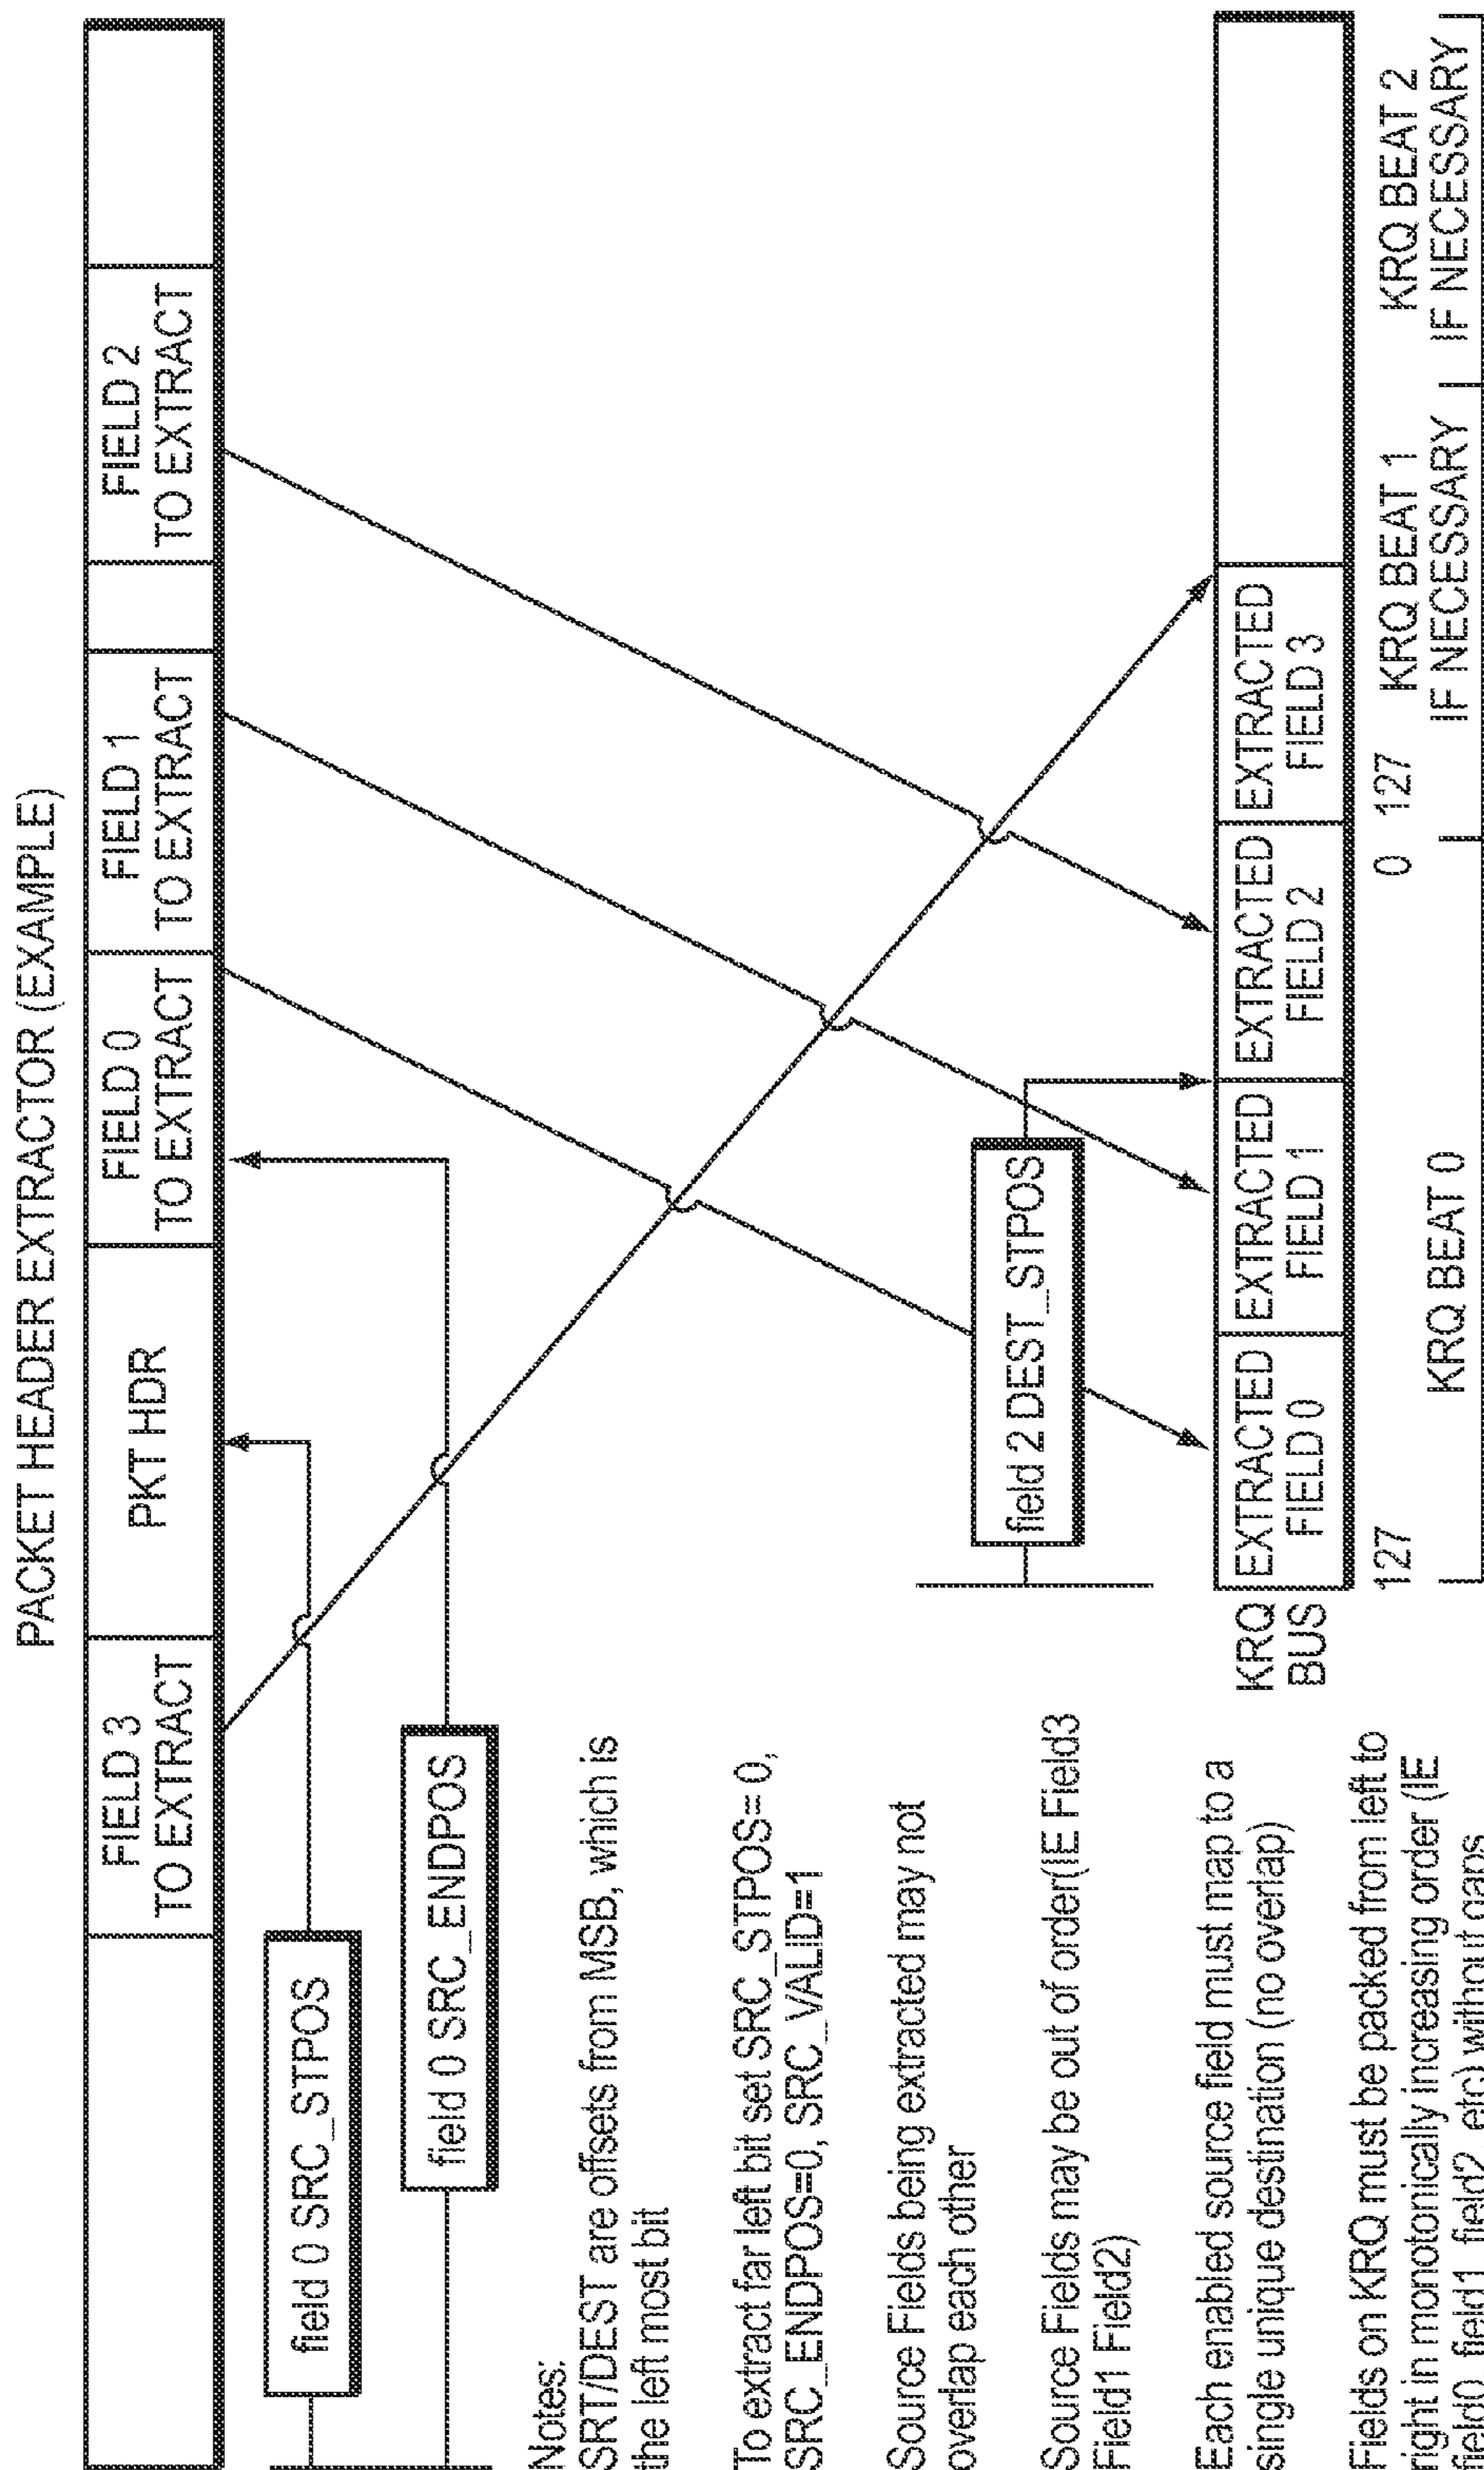 PACKET HEADER EXTRACTOR (EXAMPLE)
FIELD 3
TO EXTRACT
PKT HDR
FIELD 0
TO EXTRACT
FIELD 1
TO EXTRACT
FIELD 2
TO EXTRACT
field 0 SRC_STPOS
field 0 SRC_ENDPOS
Notes:
SRT/DEST are offsets from MSB, which is
the left most bit
To extract far left bit set SRC_STPOS= 0,
SRC_ENDPOS=0, SRC_VALID=1
Source Fields being extracted may not
overlap each other
Source Fields may be out of order(IE Field3
Field1 Field2)
Each enabled source field must map to a
single unique destination (no overlap)
Fields on KRQ must be packed from left to
right in monotonically increasing order (IE
field0, field1, field2, etc) without gaps
field 2 DEST_STPOS
KRQ
BUS
EXTRACTED
FIELD 0
EXTRACTED
FIELD 1
EXTRACTED
FIELD 2
EXTRACTED
FIELD 3
127
0
127
KRQ BEAT 0
KRQ BEAT 1
IF NECESSARY
KRQ BEAT 2
IF NECESSARY